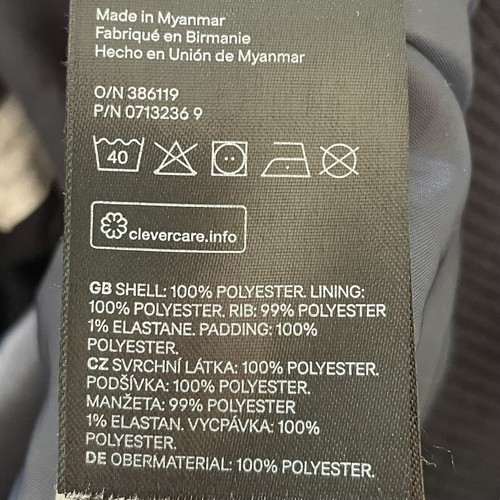 Made in Myanmar
Fabriqué en Birmanie
Hecho en Unión de Myanmar
O/N 386119
P/N 0713236 9
40
clevercare.info
GB SHELL: 100% POLYESTER. LINING:
100% POLYESTER. RIB: 99% POLYESTER
1% ELASTANE. PADDING: 100%
POLYESTER.
CZ SVRCHNÍ LÁTKA: 100% POLYESTER.
PODŠÍVKA: 100% POLYESTER.
MANŽETA: 99% POLYESTER
1% ELASTAN. VYCPÁVKA: 100%
POLYESTER.
DE OBERMATERIAL: 100% POLYESTER.